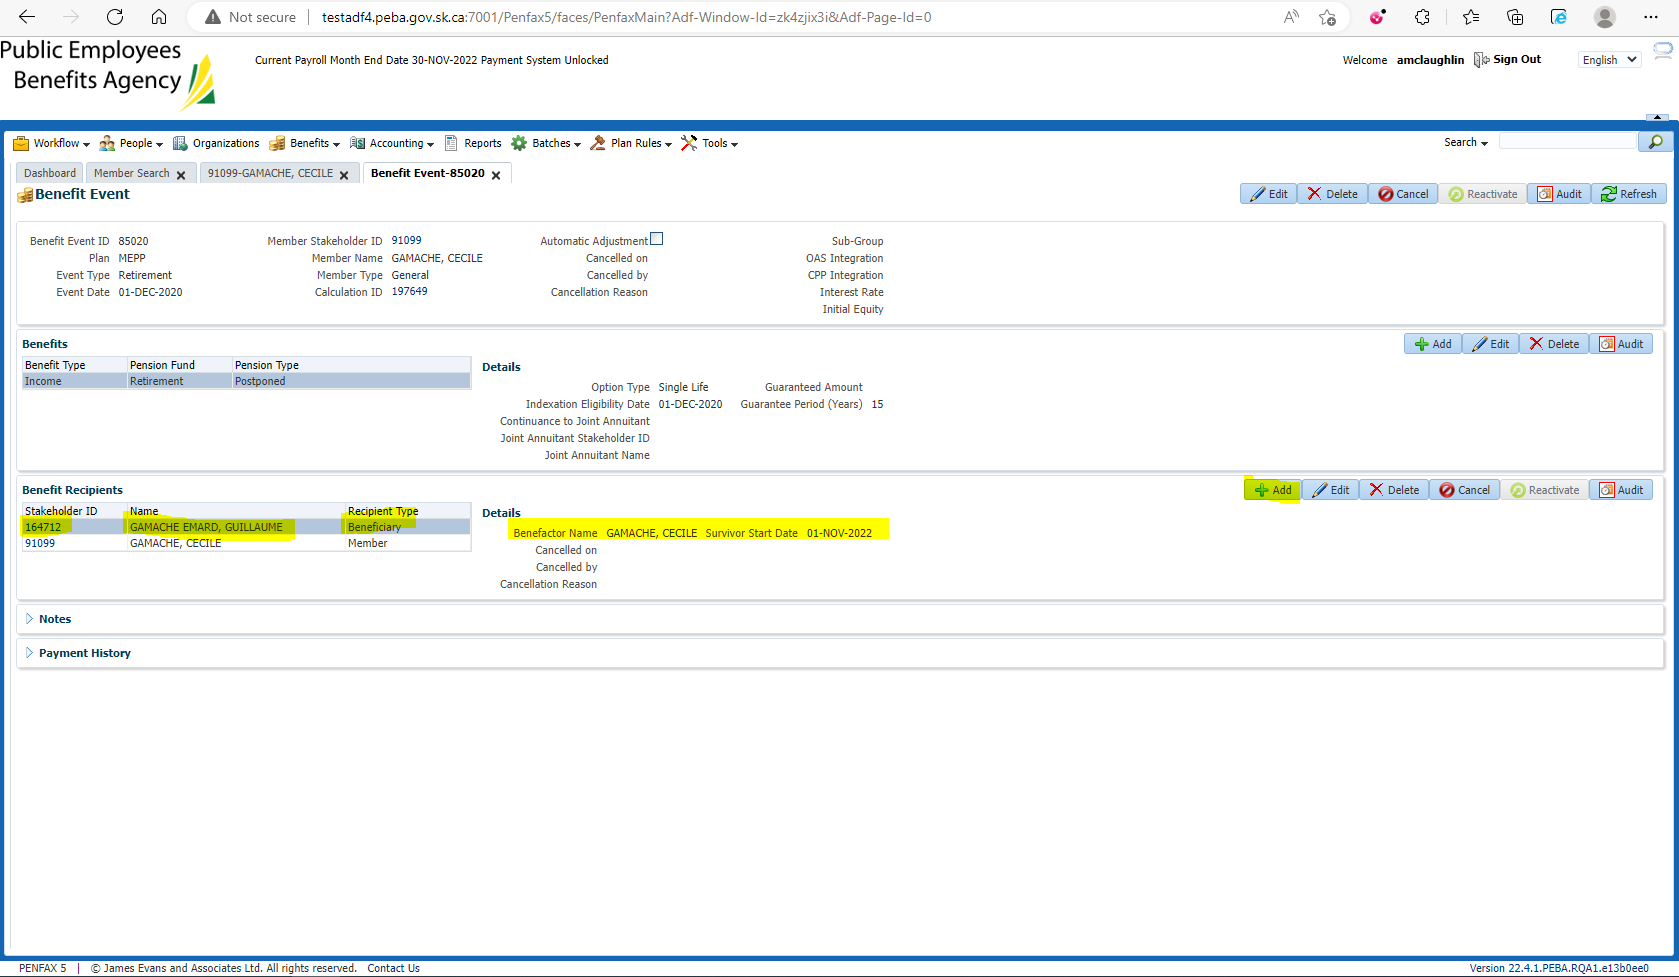 Not secure | testadf4.peba.gov.sk.ca:7001/Penfax5/faces/PenfaxMain?Adf-Window-Id=zk4zjix3i&Adf-Page-Id=0
Public Employees
Benefits Agency
Current Payroll Month End Date 30-NOV-2022 Payment System Unlocked
Welcome amclaughlin Sign Out English
Workflow People Organizations Benefits Accounting Reports Batches Plan Rules Tools Search
Dashboard Member Search 91099-GAMACHE, CECILE Benefit Event-85020
Benefit Event Edit Delete Cancel Reactivate Audit Refresh
Benefit Event ID 85020 Member Stakeholder ID 91099 Automatic Adjustment Sub-Group
Plan MEPP Member Name GAMACHE, CECILE Cancelled on OAS Integration
Event Type Retirement Member Type General Cancelled by CPP Integration
Event Date 01-DEC-2020 Calculation ID 197649 Cancellation Reason Interest Rate
Initial Equity
Benefits Add Edit Delete Audit
Benefit Type Pension Fund Pension Type
Income Retirement Postponed
Details
Option Type Single Life Guaranteed Amount
Indexation Eligibility Date 01-DEC-2020 Guarantee Period (Years) 15
Continuance to Joint Annuitant
Joint Annuitant Stakeholder ID
Joint Annuitant Name
Benefit Recipients Add Edit Delete Cancel Reactivate Audit
Stakeholder ID Name Recipient Type
164712 GAMACHE EMARD, GUILLAUME Beneficiary
91099 GAMACHE, CECILE Member
Details
Benefactor Name GAMACHE, CECILE Survivor Start Date 01-NOV-2022
Cancelled on
Cancelled by
Cancellation Reason
Notes
Payment History
PENFAX 5 | © James Evans and Associates Ltd. All rights reserved. Contact Us Version 22.4.1.PEBA.RQA1.e13b0ee0